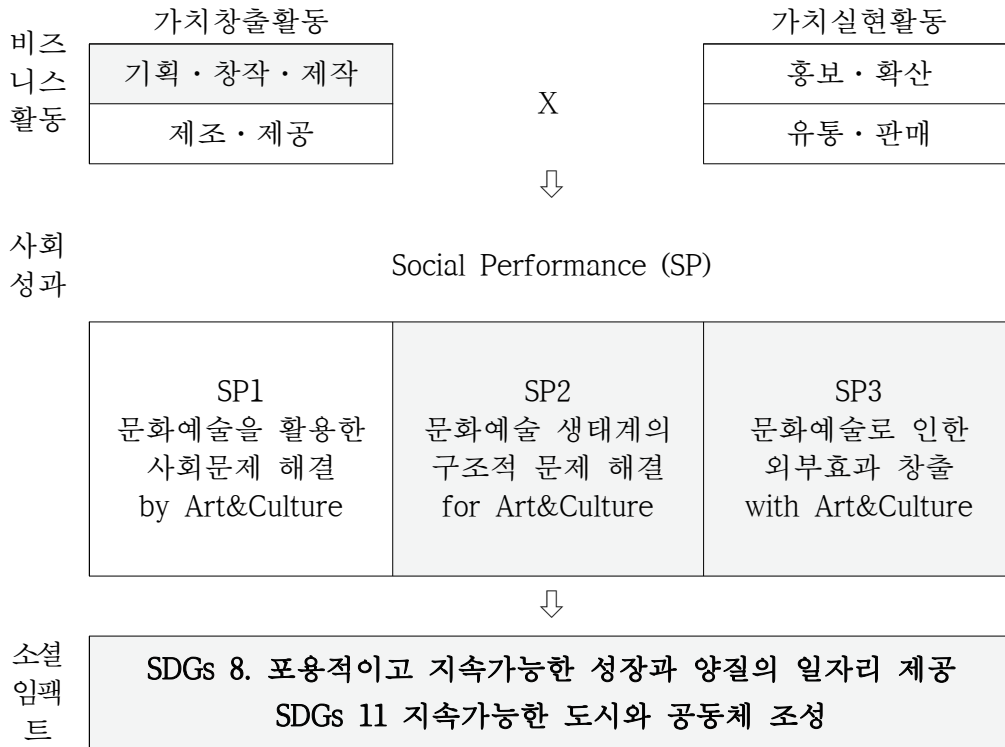 가치창출활동
가치실현활동
비즈
니스
활동
기획・창작・제작
홍보・확산
X
제조・제공
유통・판매
⇩
사회
성과
Social Performance (SP)
SP1
문화예술을 활용한
사회문제 해결
by Art&Culture
SP2
문화예술 생태계의
구조적 문제 해결
for Art&Culture
SP3
문화예술로 인한
외부효과 창출
with Art&Culture
⇩
소셜
임팩
트
SDGs 8. 포용적이고 지속가능한 성장과 양질의 일자리 제공
SDGs 11 지속가능한 도시와 공동체 조성